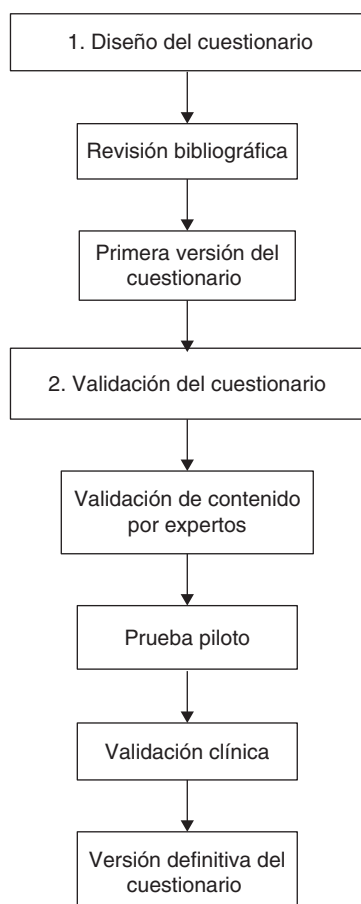 1. Diseño del cuestionario
Revisión bibliográfica
Primera versión del
cuestionario
2. Validación del cuestionario
Validación de contenido
por expertos
Prueba piloto
Validación clínica
Versión definitiva del
cuestionario